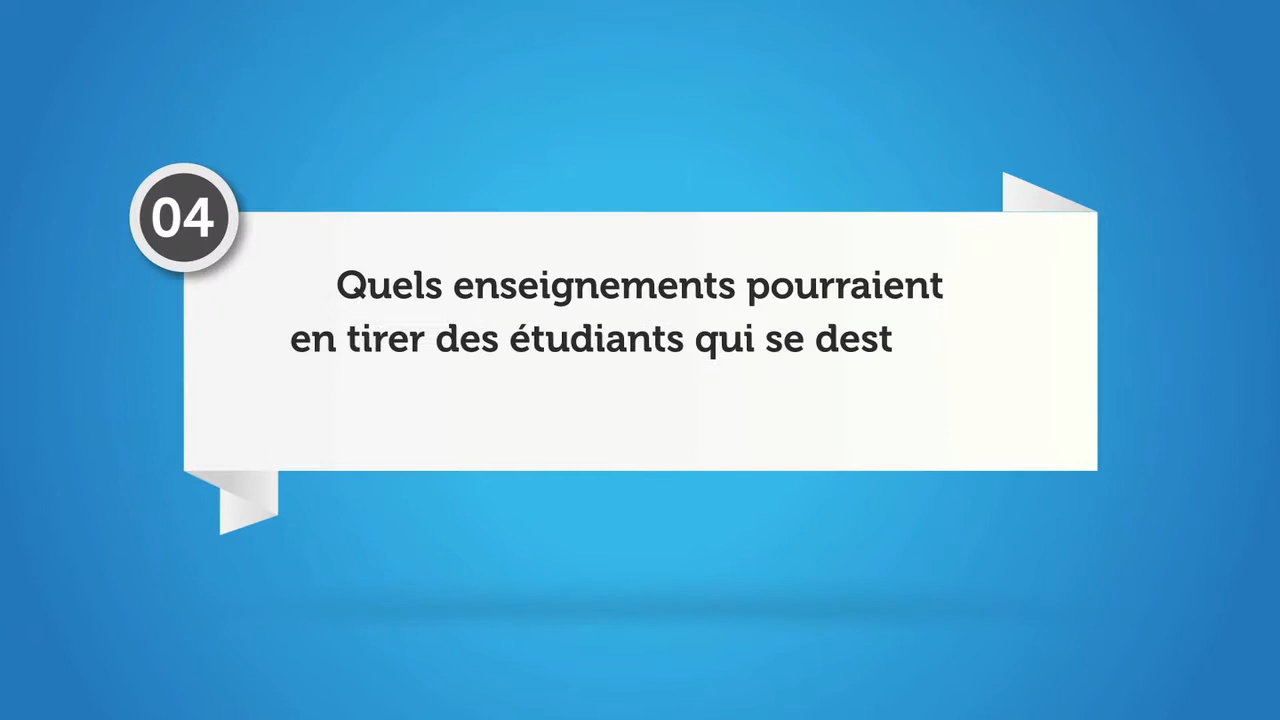 04
Quels enseignements pourraient
en tirer des étudiants qui se dest